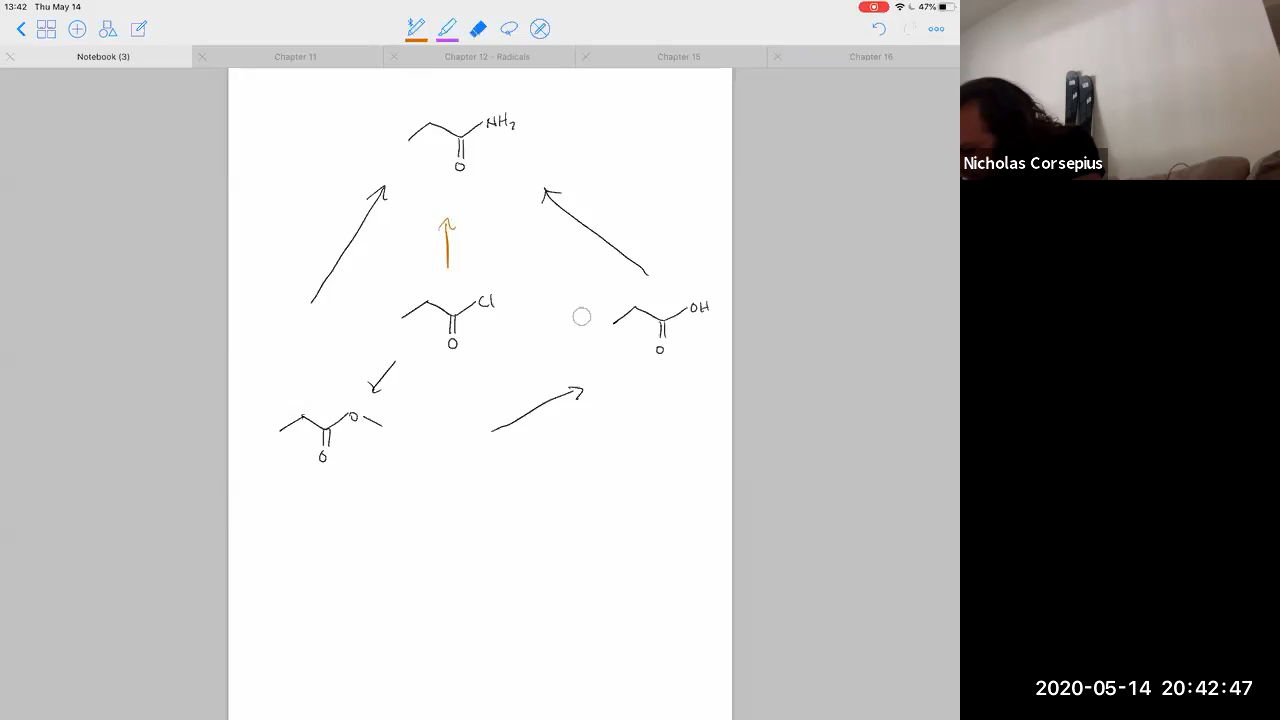 13:42 Thu May 14
47%
Notebook (3)
Chapter 11
Chapter 12 - Radicals
Chapter 15
Chapter 16
NH2
O
Cl
O
OH
O
O
O
Nicholas Corsepius
2020-05-14 20:42:47